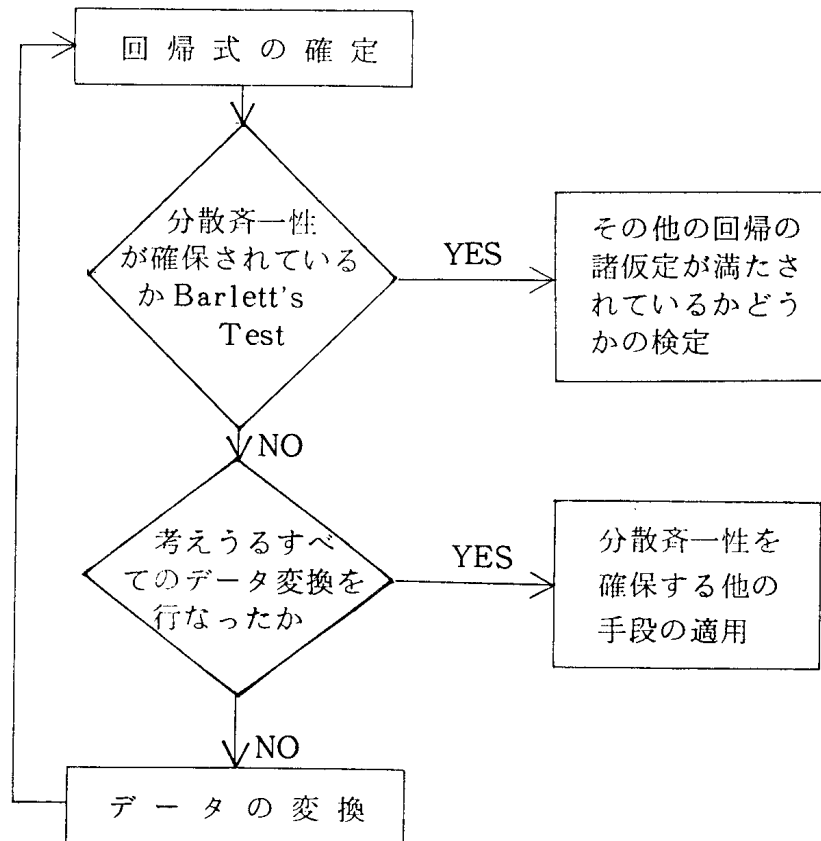 回帰式の確定
分散斉一性
が確保されている
か Barlett's
Test
YES
その他の回帰の
諸仮定が満たさ
れているかどう
かの検定
NO
考えうるすべ
てのデータ変換を
行なったか
YES
分散斉一性を
確保する他の
手段の適用
NO
データの変換